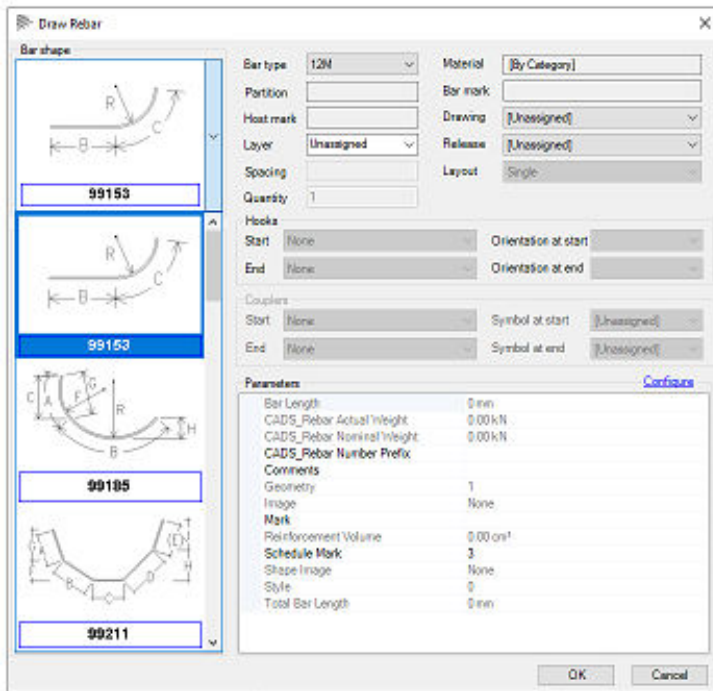 Draw Rebar
Bar shape
R
B
C
99153
R
B
C
99153
C A F G R H
B
99185
A B C D E H
99211
Bar type 12M Material [By Category]
Partition Bar mark
Host mark Drawing [Unassigned]
Layer Unassigned Release [Unassigned]
Spacing Layout Single
Quantity 1
Hooks
Start None Orientation at start
End None Orientation at end
Couplers
Start None Symbol at start [Unassigned]
End None Symbol at end [Unassigned]
Parameters Configure
Bar Length 0 mm
CADS_Rebar Actual Weight 0.00 kN
CADS_Rebar Nominal Weight 0.00 kN
CADS_Rebar Number Prefix
Comments
Geometry 1
Image None
Mark
Reinforcement Volume 0.00 cm³
Schedule Mark 3
Shape Image None
Style 0
Total Bar Length 0 mm
OK Cancel